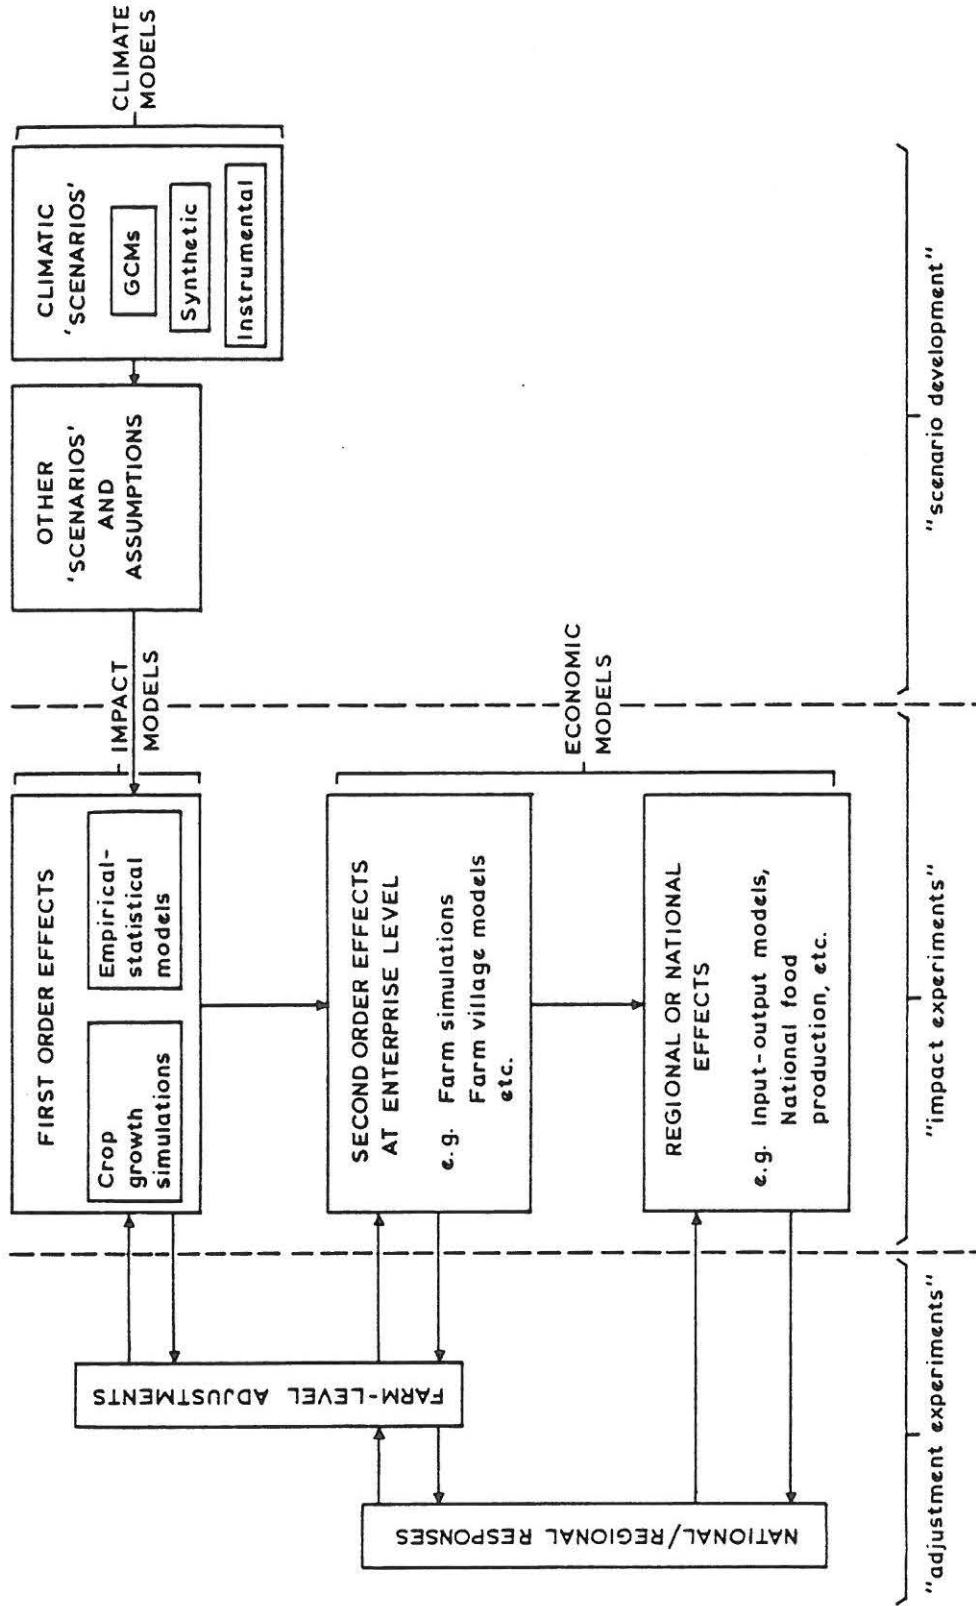 CLIMATE
MODELS
CLIMATIC
'SCENARIOS'
GCMs
Synthetic
Instrumental
OTHER
'SCENARIOS'
AND
ASSUMPTIONS
IMPACT
MODELS
FIRST ORDER EFFECTS
Crop
growth
simulations
Empirical-
statistical
models
ECONOMIC
MODELS
SECOND ORDER EFFECTS
AT ENTERPRISE LEVEL
e.g. Farm simulations
Farm village models
etc.
REGIONAL OR NATIONAL
EFFECTS
e.g. Input-output models,
National food
production, etc.
FARM-LEVEL ADJUSTMENTS
NATIONAL/REGIONAL RESPONSES
"adjustment experiments"
"impact experiments"
"scenario development"